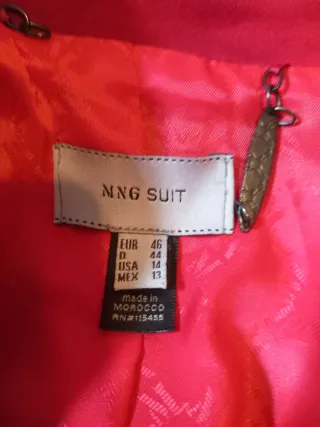 MNG SUIT
EUR 46
D 44
USA 14
MEX 13
made in
MOROCCO
RN#115455